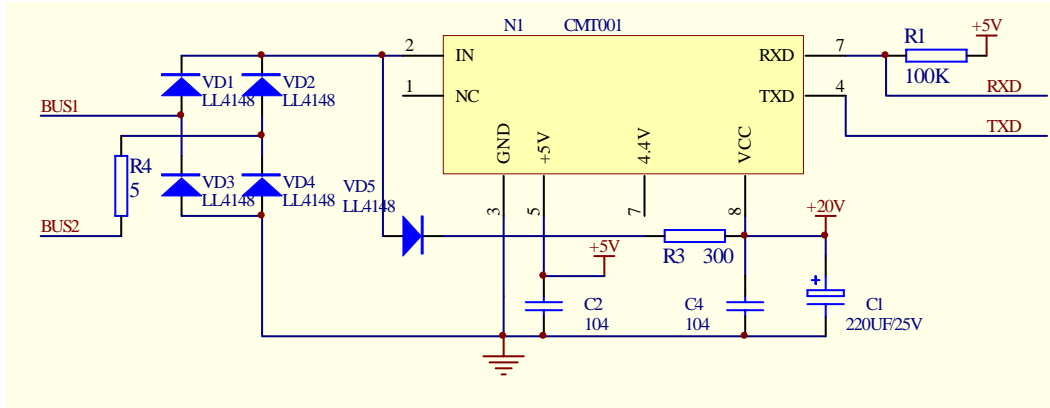 N1 CMT001
+5V
2 IN RXD 7 R1
100K
VD1 VD2
LL4148 LL4148
1 NC TXD 4 RXD
BUS1
TXD
GND +5V 4.4V VCC
R4
5
VD3 VD4 VD5
LL4148 LL4148 LL4148
3 5 7 8 +20V
BUS2
+5V R3 300
+
C2 C4 C1
104 104 220UF/25V